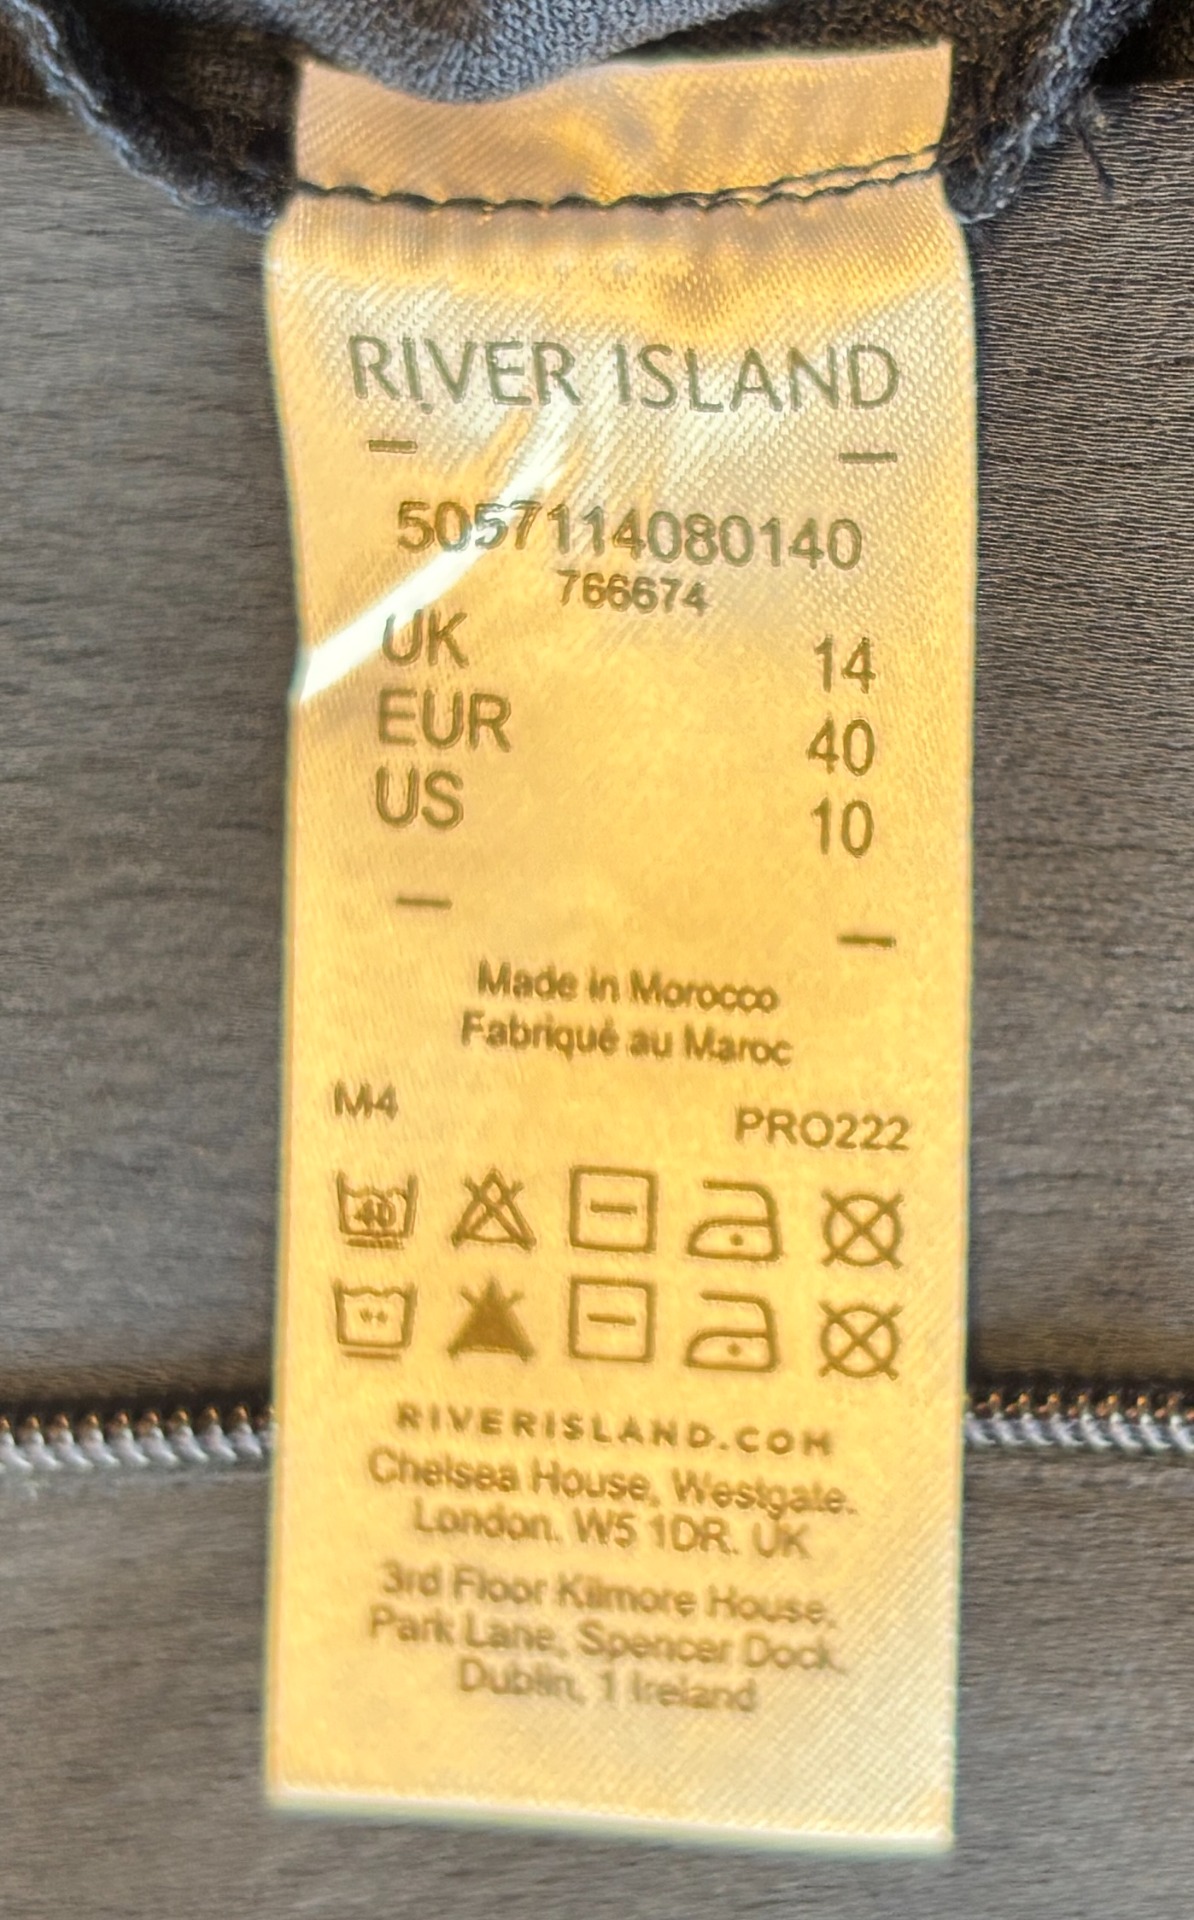 RIVER ISLAND
5057114080140
766674
UK 14
EUR 40
US 10
Made in Morocco
Fabriqué au Maroc
M4 PRO222
40
RIVERISLAND.COM
Chelsea House, Westgate.
London. W5 1DR. UK
3rd Floor Kilmore House,
Park Lane, Spencer Dock,
Dublin, 1 Ireland